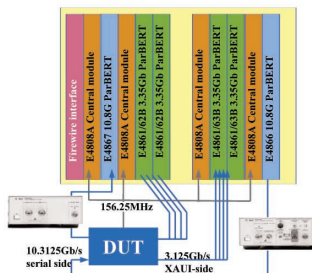 Firewire interface
E4808A Central module
E4867 10.8G ParBERT
E4808A Central module
E4861/62B 3.35Gb ParBERT
E4861/62B 3.35Gb ParBERT
E4808A Central module
E4861/63B 3.35Gb ParBERT
E4861/63B 3.35Gb ParBERT
E4808A Central module
E4866 10.8G ParBERT
156.25MHz
10.3125Gb/s
serial side
DUT
3.125Gb/s
XAUI-side